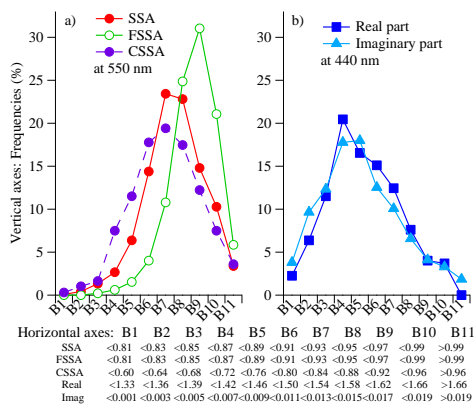 a)
SSA
FSSA
CSSA
at 550 nm
b)
Real part
Imaginary part
at 440 nm
Vertical axes: Frequencies (%)
30
25
20
15
10
5
0
30
25
20
15
10
5
0
B1 B2 B3 B4 B5 B6 B7 B8 B9 B10 B11
B1 B2 B3 B4 B5 B6 B7 B8 B9 B10 B11
Horizontal axes: B1 B2 B3 B4 B5 B6 B7 B8 B9 B10 B11
SSA <0.81 <0.83 <0.85 <0.87 <0.89 <0.91 <0.93 <0.95 <0.97 <0.99 >0.99
FSSA <0.81 <0.83 <0.85 <0.87 <0.89 <0.91 <0.93 <0.95 <0.97 <0.99 >0.99
CSSA <0.60 <0.64 <0.68 <0.72 <0.76 <0.80 <0.84 <0.88 <0.92 <0.96 >0.96
Real <1.33 <1.36 <1.39 <1.42 <1.46 <1.50 <1.54 <1.58 <1.62 <1.66 >1.66
Imag <0.001 <0.003 <0.005 <0.007 <0.009 <0.011 <0.013 <0.015 <0.017 <0.019 >0.019